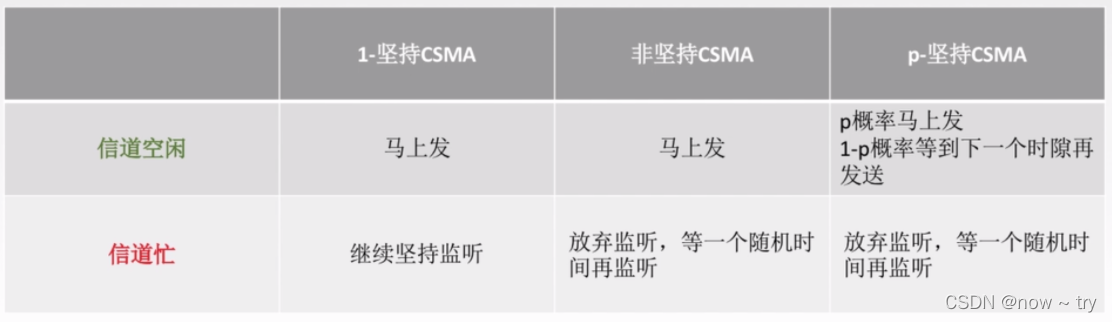 1-坚持CSMA 非坚持CSMA p-坚持CSMA
信道空闲 马上发 马上发 p概率马上发
1-p概率等到下一个时隙再
发送
信道忙 继续坚持监听 放弃监听，等一个随机时 放弃监听，等一个随机时
间再监听 间再监听
CSDN @now ~ try